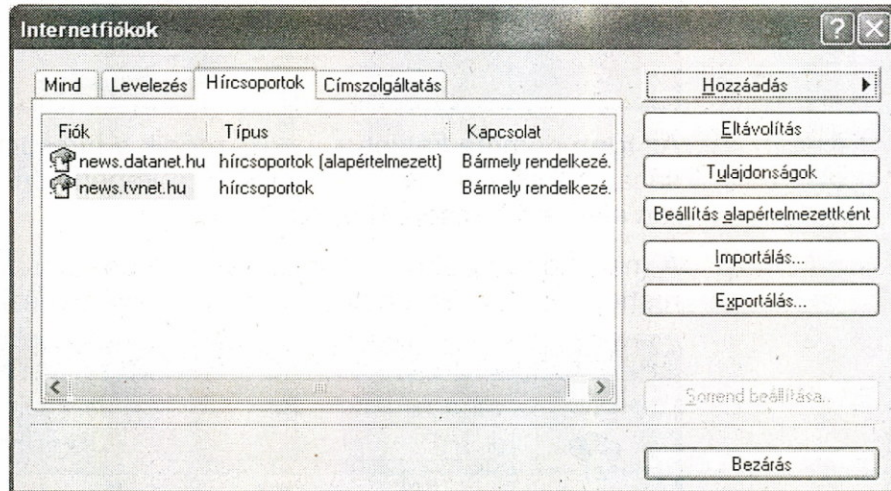 Internetfiókok
Mind Levelezés Hírcsoportok Címszolgáltatás
Fiók Típus Kapcsolat
news.datanet.hu hírcsoportok (alapértelmezett) Bármely rendelkezé.
news.tvnet.hu hírcsoportok Bármely rendelkezé.
Hozzáadás
Eltávolítás
Tulajdonságok
Beállítás alapértelmezettként
Importálás...
Exportálás...
Sorrend beállítása..
Bezárás